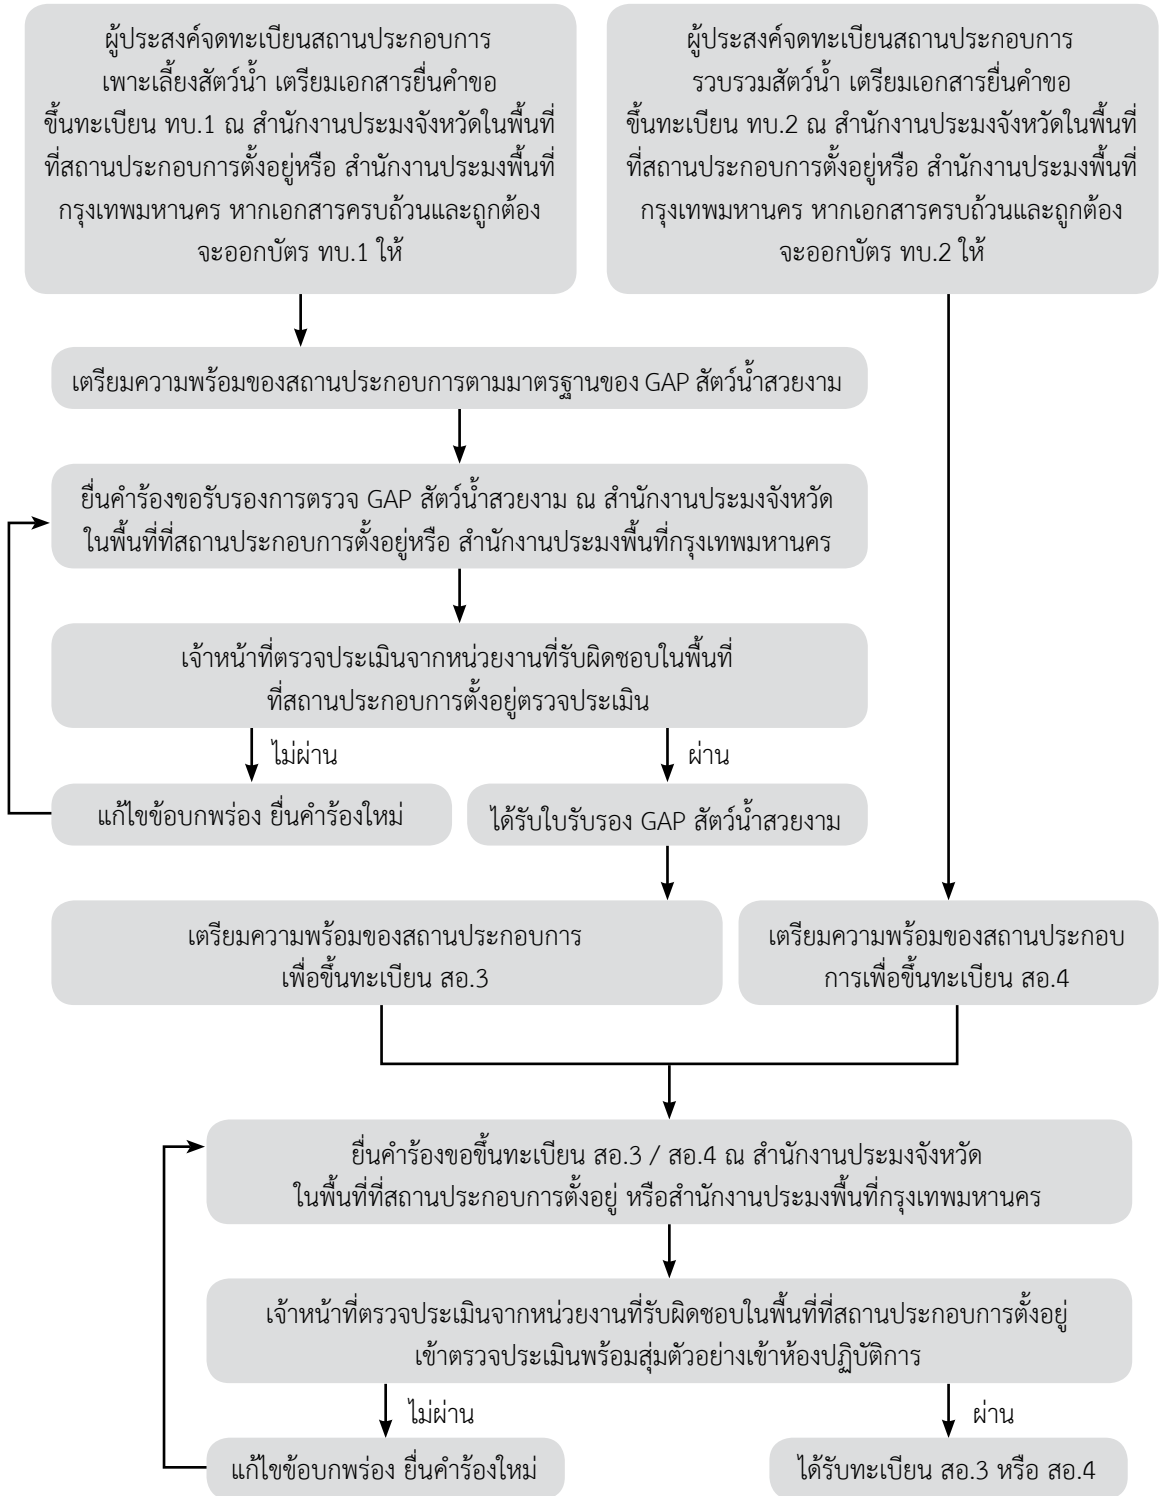 ผู้ประสงค์จดทะเบียนสถานประกอบการ
เพาะเลี้ยงสัตว์น้ำ เตรียมเอกสารยื่นคำขอ
ขึ้นทะเบียน ทบ.1 ณ สำนักงานประมงจังหวัดในพื้นที่
ที่สถานประกอบการตั้งอยู่หรือ สำนักงานประมงพื้นที่
กรุงเทพมหานคร หากเอกสารครบถ้วนและถูกต้อง
จะออกบัตร ทบ.1 ให้
ผู้ประสงค์จดทะเบียนสถานประกอบการ
รวบรวมสัตว์น้ำ เตรียมเอกสารยื่นคำขอ
ขึ้นทะเบียน ทบ.2 ณ สำนักงานประมงจังหวัดในพื้นที่
ที่สถานประกอบการตั้งอยู่หรือ สำนักงานประมงพื้นที่
กรุงเทพมหานคร หากเอกสารครบถ้วนและถูกต้อง
จะออกบัตร ทบ.2 ให้
เตรียมความพร้อมของสถานประกอบการตามมาตรฐานของ GAP สัตว์น้ำสวยงาม
ยื่นคำร้องขอรับรองการตรวจ GAP สัตว์น้ำสวยงาม ณ สำนักงานประมงจังหวัด
ในพื้นที่ที่สถานประกอบการตั้งอยู่หรือ สำนักงานประมงพื้นที่กรุงเทพมหานคร
เจ้าหน้าที่ตรวจประเมินจากหน่วยงานที่รับผิดชอบในพื้นที่
ที่สถานประกอบการตั้งอยู่ตรวจประเมิน
ไม่ผ่าน
ผ่าน
แก้ไขข้อบกพร่อง ยื่นคำร้องใหม่
ได้รับใบรับรอง GAP สัตว์น้ำสวยงาม
เตรียมความพร้อมของสถานประกอบการ
เพื่อขึ้นทะเบียน สอ.3
เตรียมความพร้อมของสถานประกอบ
การเพื่อขึ้นทะเบียน สอ.4
ยื่นคำร้องขอขึ้นทะเบียน สอ.3 / สอ.4 ณ สำนักงานประมงจังหวัด
ในพื้นที่ที่สถานประกอบการตั้งอยู่ หรือสำนักงานประมงพื้นที่กรุงเทพมหานคร
เจ้าหน้าที่ตรวจประเมินจากหน่วยงานที่รับผิดชอบในพื้นที่ที่สถานประกอบการตั้งอยู่
เข้าตรวจประเมินพร้อมสุ่มตัวอย่างเข้าห้องปฏิบัติการ
ไม่ผ่าน
ผ่าน
แก้ไขข้อบกพร่อง ยื่นคำร้องใหม่
ได้รับทะเบียน สอ.3 หรือ สอ.4